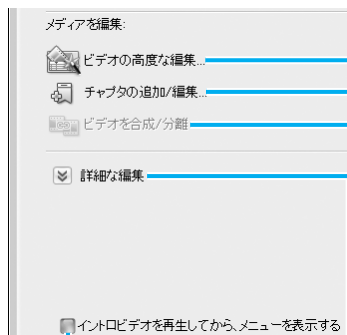 メディアを編集:
ビデオの高度な編集...
チャプタの追加/編集...
ビデオを合成/分離
詳細な編集
イントロビデオを再生してから、メニューを表示する